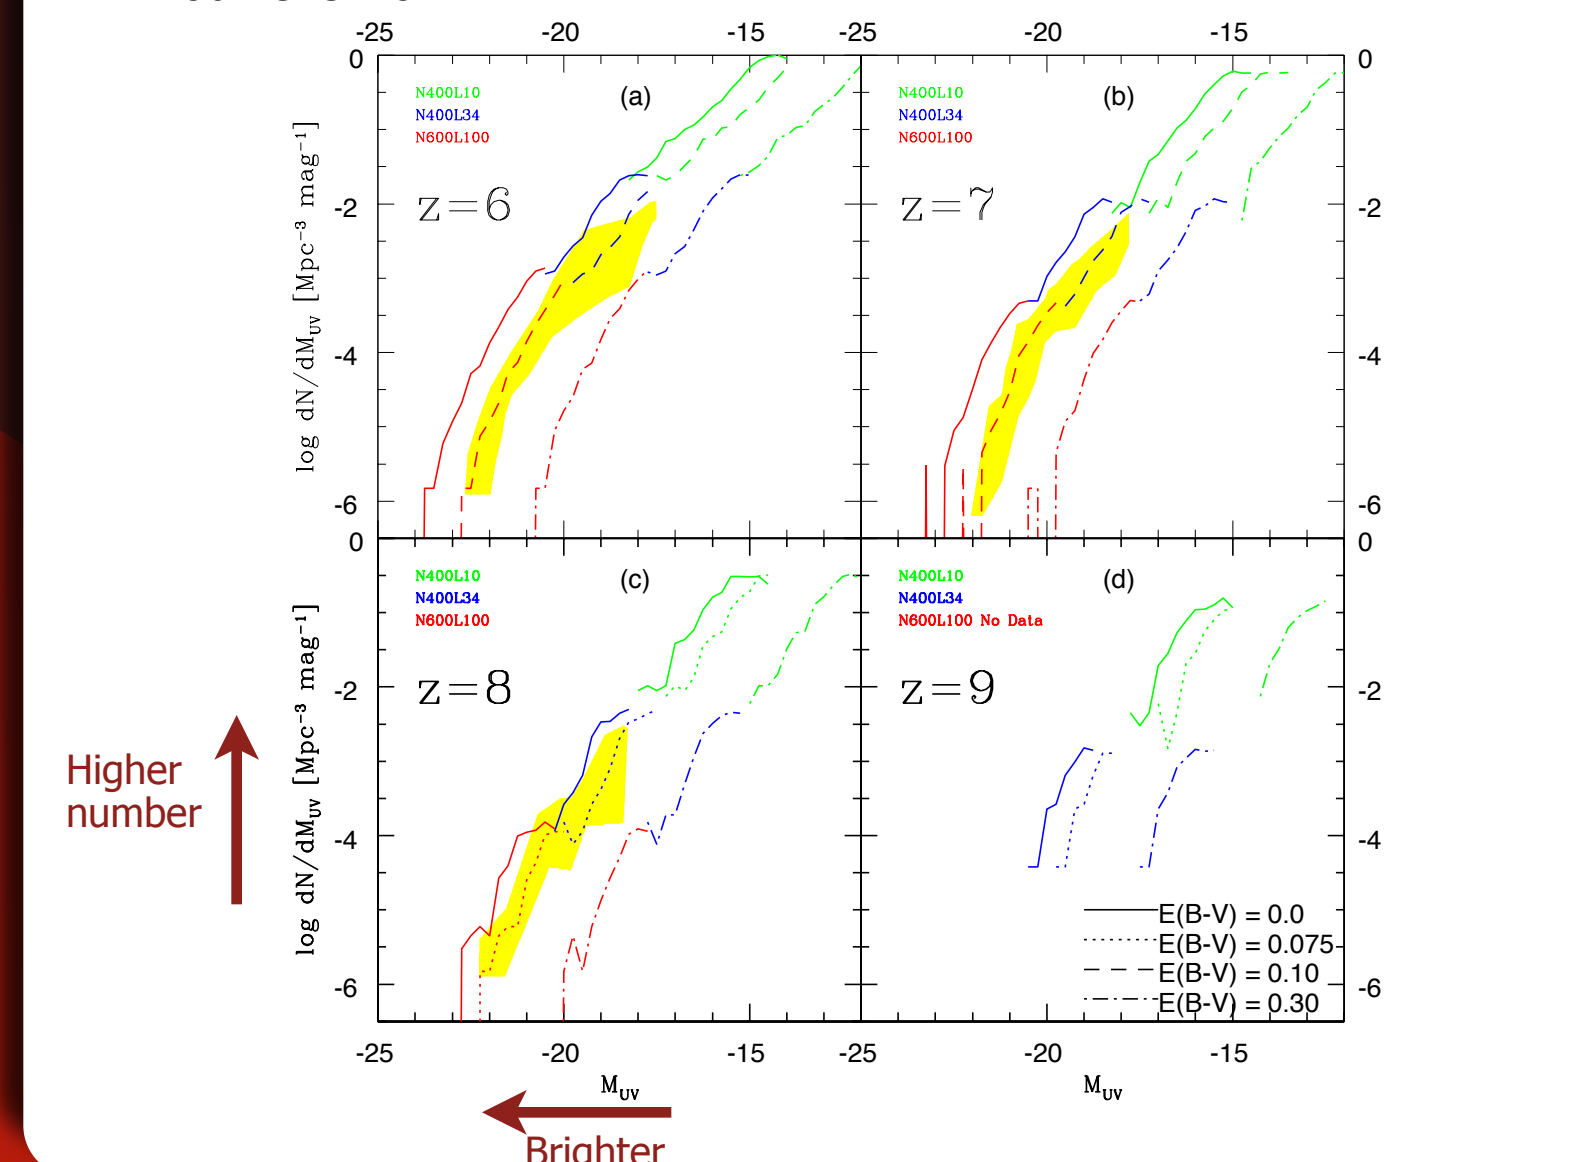 -25 -20 -15 -25 -20 -15
0 0
N400L10 (a) N400L10 (b)
N400L34 N400L34
N600L100 N600L100
z=6 z=7
-2 -2
log dN/dM_UV [Mpc^-3 mag^-1]
-4 -4
-6 -6
0 0
N400L10 (c) N400L10 (d)
N400L34 N400L34
N600L100 N600L100 No Data
z=8 z=9
-2 -2
log dN/dM_UV [Mpc^-3 mag^-1]
Higher
number
-4 -4
E(B-V) = 0.0
E(B-V) = 0.075
E(B-V) = 0.10
E(B-V) = 0.30
-6 -6
-25 -20 -15 -25 -20 -15
M_UV M_UV
Brighter